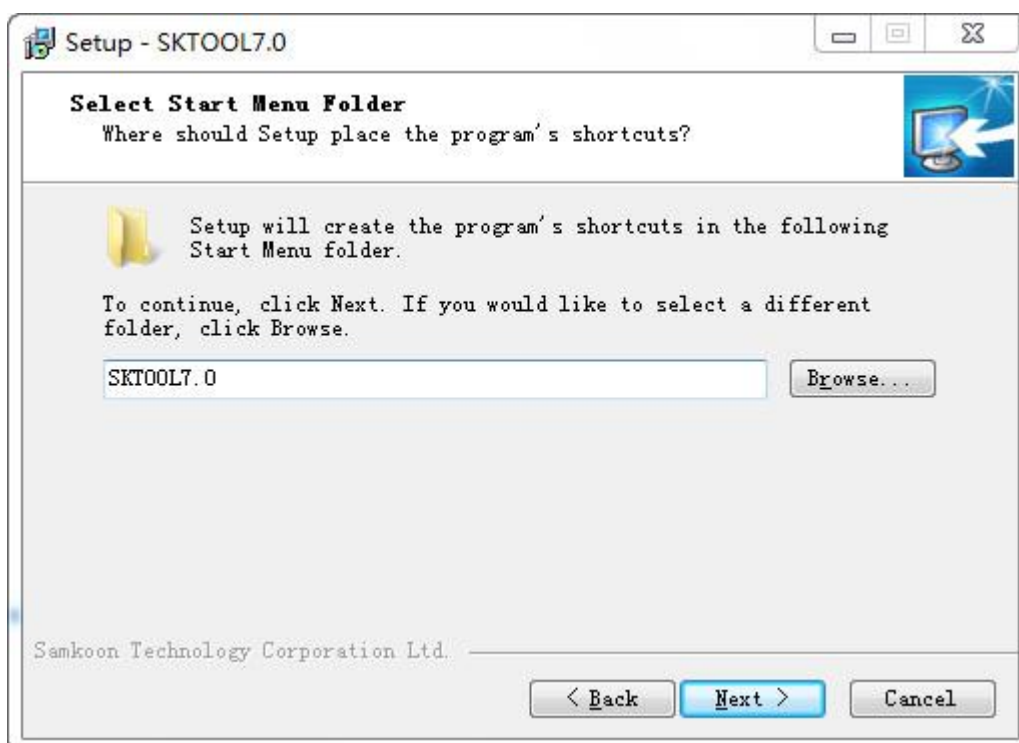 Setup - SKTOOL7.0
Select Start Menu Folder
Where should Setup place the program's shortcuts?
Setup will create the program's shortcuts in the following
Start Menu folder.
To continue, click Next. If you would like to select a different
folder, click Browse.
SKTOOL7.0
Browse...
Samkoon Technology Corporation Ltd.
< Back
Next >
Cancel